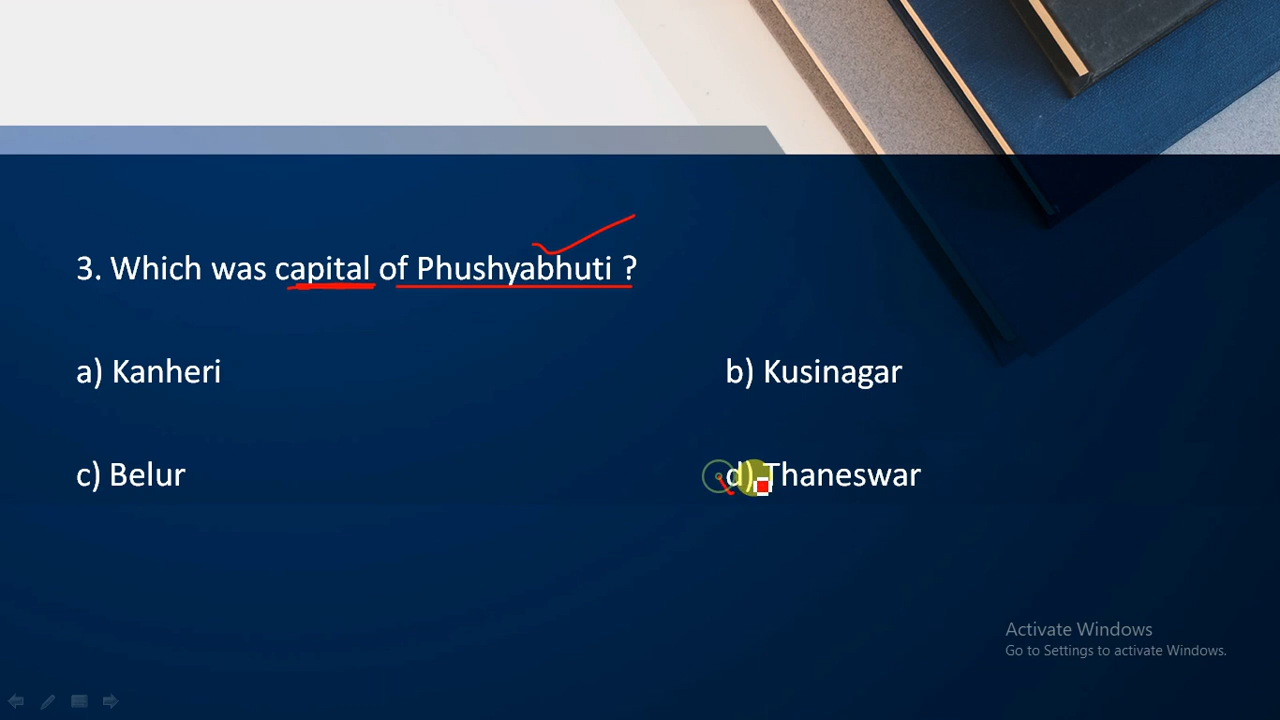 3. Which was capital of Phushyabhuti ?
a) Kanheri
b) Kusinagar
c) Belur
d) Thaneswar
Activate Windows
Go to Settings to activate Windows.